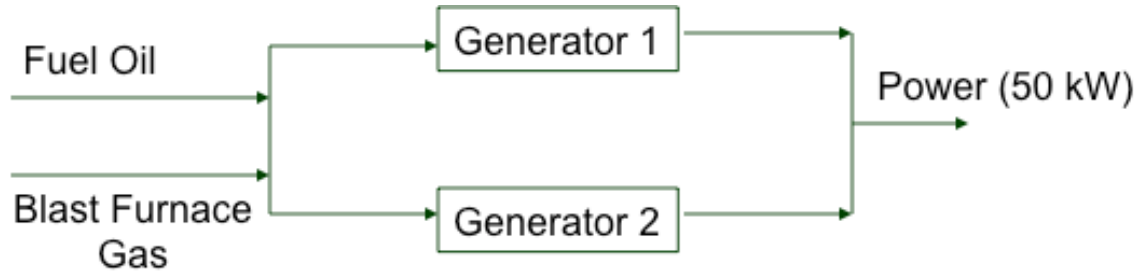 Fuel Oil
Generator 1
Power (50 kW)
Blast Furnace
Gas
Generator 2